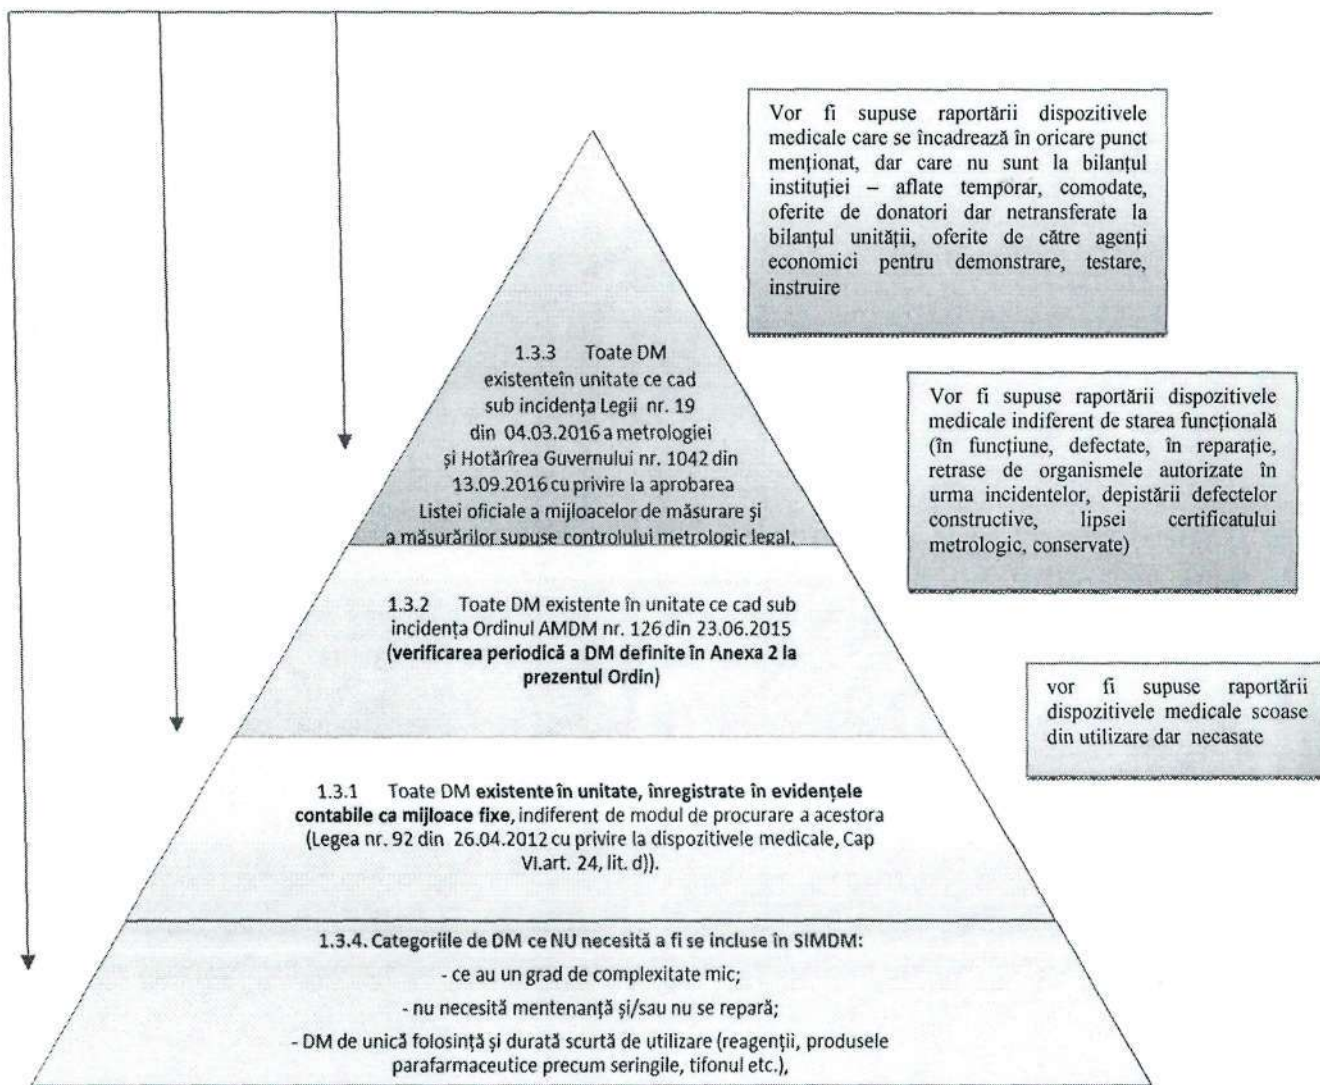 Vor fi supuse raportării dispozitivele
medicale care se încadrează în oricare punct
menționat, dar care nu sunt la bilanțul
instituției – aflate temporar, comodate,
oferite de donatori dar netransferate la
bilanțul unității, oferite de către agenți
economici pentru demonstrare, testare,
instruire
1.3.3 Toate DM
existenteîn unitate ce cad
sub incidența Legii nr. 19
din 04.03.2016 a metrologiei
și Hotărîrea Guvernului nr. 1042 din
13.09.2016 cu privire la aprobarea
Listei oficiale a mijloacelor de măsurare și
a măsurărilor supuse controlului metrologic legal.
Vor fi supuse raportării dispozitivele
medicale indiferent de starea funcțională
(în funcțiune, defectate, în reparație,
retrase de organismele autorizate în
urma incidentelor, depistării defectelor
constructive, lipsei certificatului
metrologic, conservate)
1.3.2 Toate DM existente în unitate ce cad sub
incidența Ordinul AMDM nr. 126 din 23.06.2015
(verificarea periodică a DM definite în Anexa 2 la
prezentul Ordin)
vor fi supuse raportării
dispozitivele medicale scoase
din utilizare dar necasate
1.3.1 Toate DM existente în unitate, înregistrate în evidențele
contabile ca mijloace fixe, indiferent de modul de procurare a acestora
(Legea nr. 92 din 26.04.2012 cu privire la dispozitivele medicale, Cap
VI.art. 24, lit. d)).
1.3.4. Categoriile de DM ce NU necesită a fi se incluse în SIMDM:
- ce au un grad de complexitate mic;
- nu necesită mentenanță și/sau nu se repară;
- DM de unică folosință și durată scurtă de utilizare (reagenții, produsele
parafarmaceutice precum seringile, tifonul etc.),